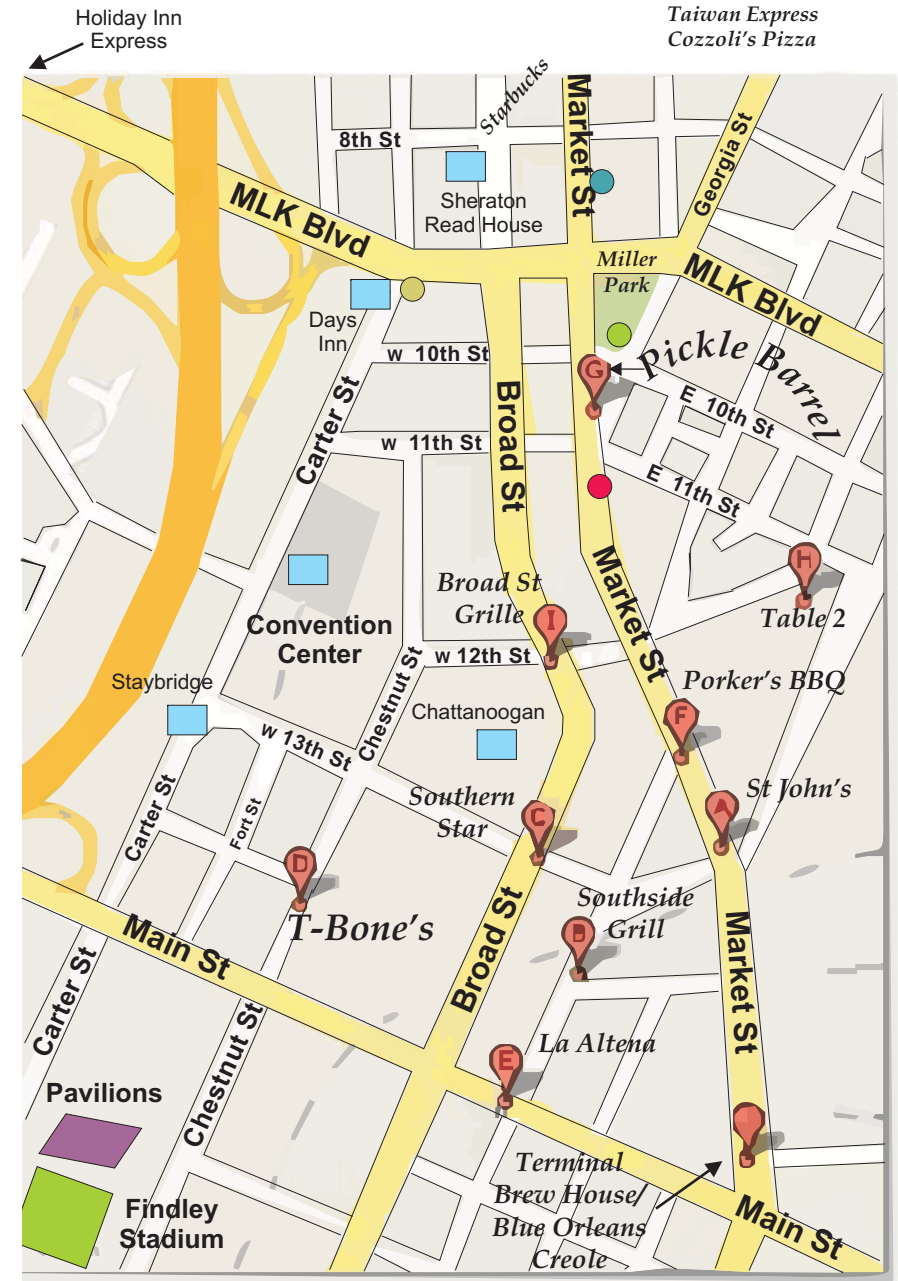 Holiday Inn
Express
Taiwan Express
Cozzoli's Pizza
Starbucks
Market St
Georgia St
8th St
Sheraton
Read House
MLK Blvd
Miller
Park
MLK Blvd
Days
Inn
w 10th St
Pickle Barrel
G
Carter St
Broad St
E 10th St
w 11th St
E 11th St
Market St
H
Table 2
Broad St
Grille
I
Convention
Center
w 12th St
Staybridge
Chestnut St
Porker's BBQ
F
Chattanoogan
w 13th St
St John's
A
Southern
Star
C
Carter St
Fort St
D
T-Bone's
Southside
Grill
B
Main St
Broad St
Market St
Carter St
La Altena
E
Chestnut St
Pavilions
Terminal
Brew House/
Blue Orleans
Creole
Findley
Stadium
Main St